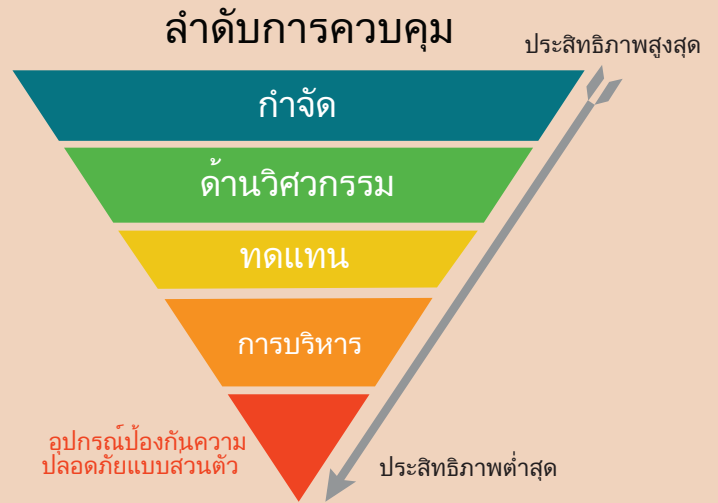 ลำดับการควบคุม
ประสิทธิภาพสูงสุด
กำจัด
ด้านวิศวกรรม
ทดแทน
การบริหาร
อุปกรณ์ป้องกันความ
ปลอดภัยแบบส่วนตัว
ประสิทธิภาพต่ำสุด